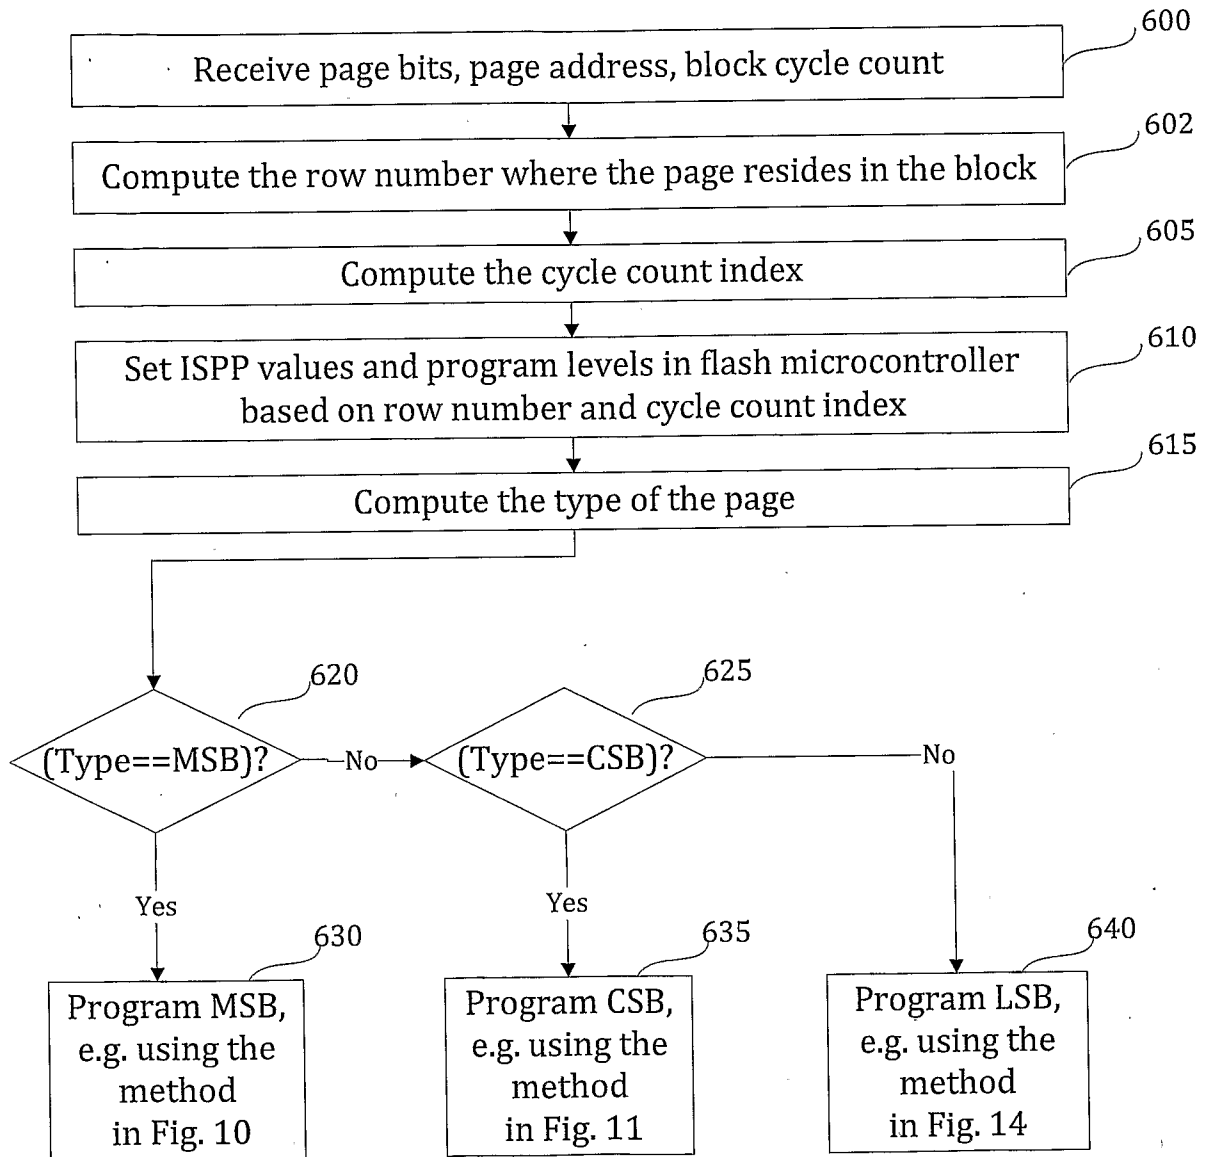 600
Receive page bits, page address, block cycle count
602
Compute the row number where the page resides in the block
605
Compute the cycle count index
610
Set ISPP values and program levels in flash microcontroller
based on row number and cycle count index
615
Compute the type of the page
620
625
(Type==MSB)?
No
(Type==CSB)?
No
Yes
Yes
630
635
640
Program MSB,
e.g. using the
method
in Fig. 10
Program CSB,
e.g. using the
method
in Fig. 11
Program LSB,
e.g. using the
method
in Fig. 14